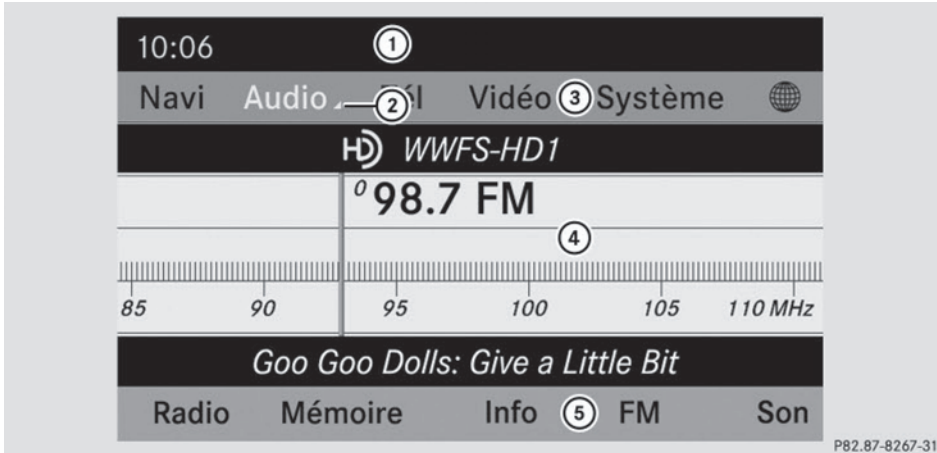 10:06 1
Navi Audio 2 Tél Vidéo 3 Système
HD WWFS-HD1
0 98.7 FM
4
85 90 95 100 105 110 MHz
Goo Goo Dolls: Give a Little Bit
Radio Mémoire Info 5 FM Son
P82.87-8267-31